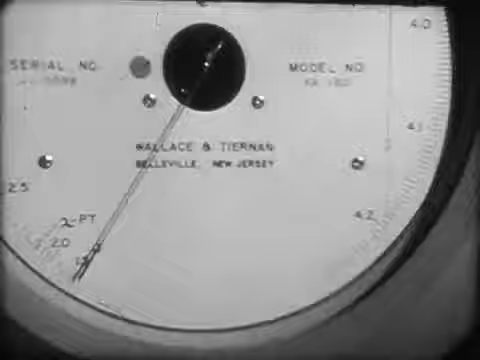 4.0
SERIAL NO.
MODEL NO.
4.1
WALLACE & TIERNAN
BELLEVILLE, NEW JERSEY
2.5
4.2
PT
2.0